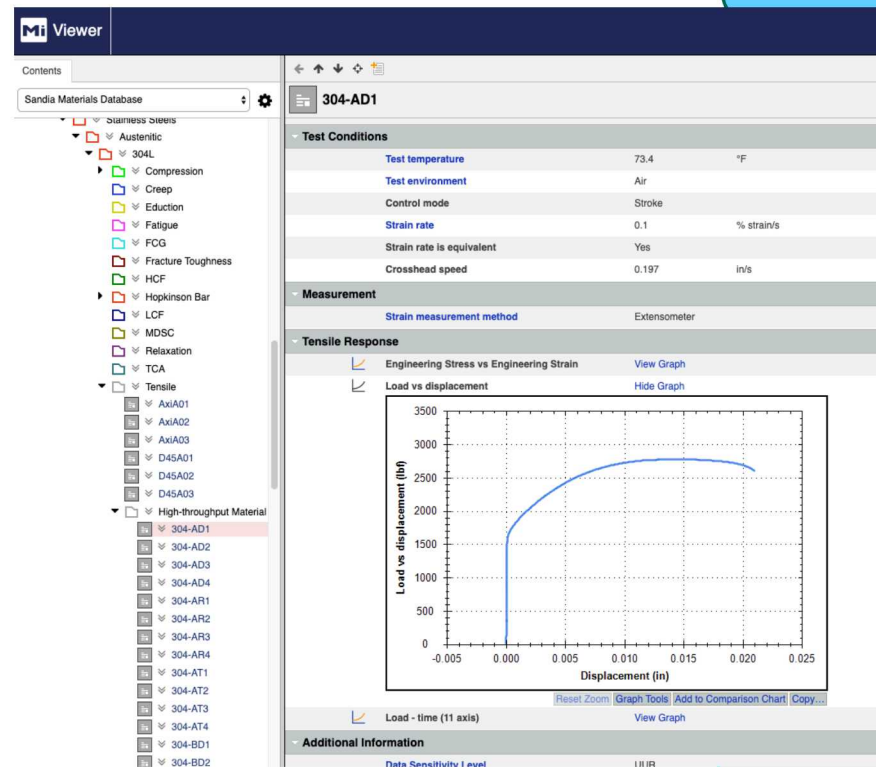 Mi Viewer
Contents
Sandia Materials Database
Stainless Steels
Austenitic
304L
Compression
Creep
Eduction
Fatigue
FCG
Fracture Toughness
HCF
Hopkinson Bar
LCF
MDSC
Relaxation
TCA
Tensile
AxiA01
AxiA02
AxiA03
D45A01
D45A02
D45A03
High-throughput Material
304-AD1
304-AD2
304-AD3
304-AD4
304-AR1
304-AR2
304-AR3
304-AR4
304-AT1
304-AT2
304-AT3
304-AT4
304-BD1
304-BD2
304-AD1
Test Conditions
Test temperature 73.4 °F
Test environment Air
Control mode Stroke
Strain rate 0.1 % strain/s
Strain rate is equivalent Yes
Crosshead speed 0.197 in/s
Measurement
Strain measurement method Extensometer
Tensile Response
Engineering Stress vs Engineering Strain View Graph
Load vs displacement Hide Graph
Load vs displacement (lbf)
3500
3000
2500
2000
1500
1000
500
0
-0.005 0.000 0.005 0.010 0.015 0.020 0.025
Displacement (in)
Reset Zoom Graph Tools Add to Comparison Chart Copy...
Load - time (11 axis) View Graph
Additional Information
Data Sensitivity Level UUR